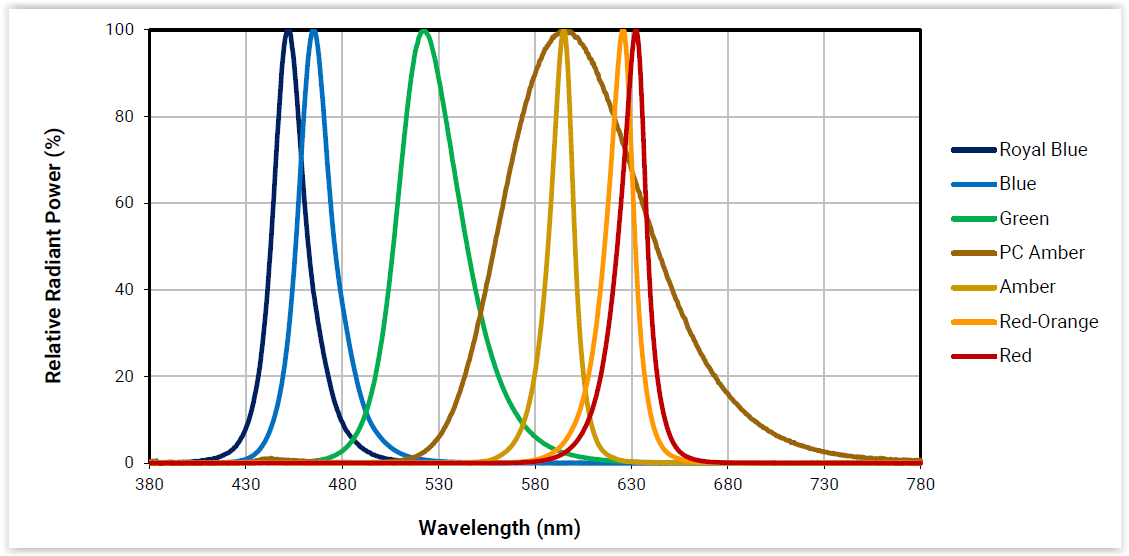 Relative Radiant Power (%)
100
80
60
40
20
0
380 430 480 530 580 630 680 730 780
Wavelength (nm)
Royal Blue
Blue
Green
PC Amber
Amber
Red-Orange
Red